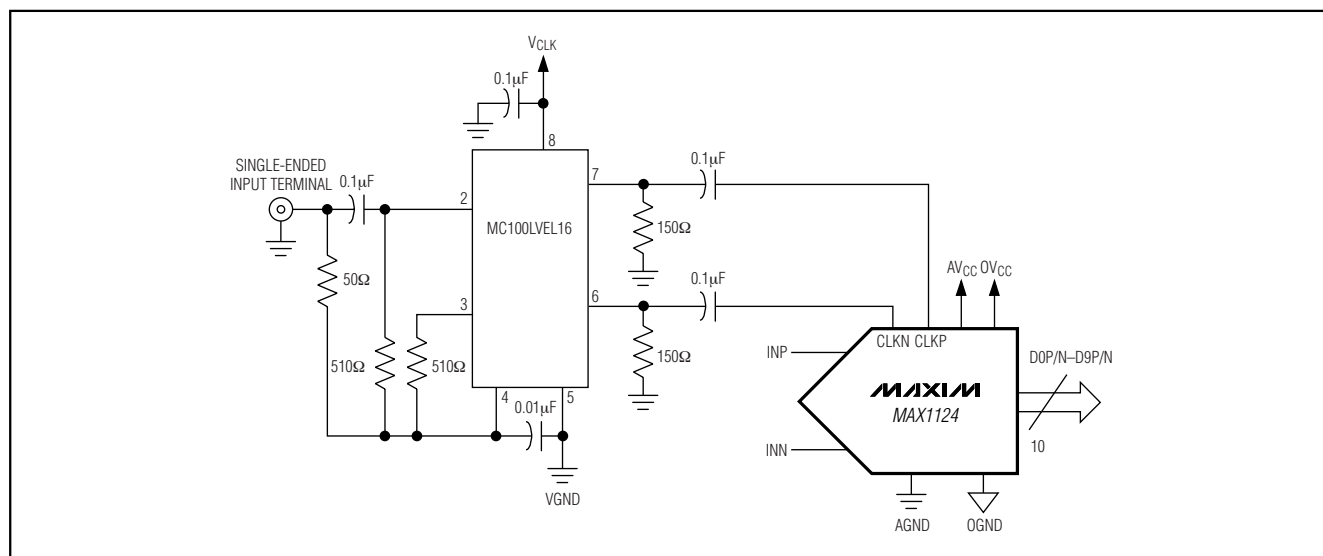 VCLK
0.1µF
8
SINGLE-ENDED
INPUT TERMINAL
0.1µF
2
7
0.1µF
MC100LVEL16
150Ω
50Ω
0.1µF
AVCC OVCC
3
6
510Ω
510Ω
150Ω
CLKN CLKP
INP
D0P/N–D9P/N
4
0.01µF
5
MAXIM
MAX1124
INN
10
VGND
AGND
OGND